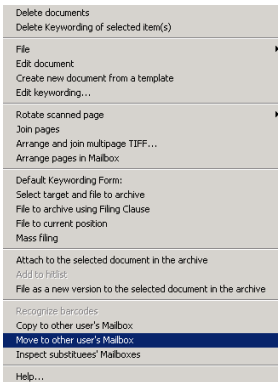 Delete documents
Delete Keywording of selected item(s)
File
Edit document
Create new document from a template
Edit keywording...
Rotate scanned page
Join pages
Arrange and join multipage TIFF...
Arrange pages in Mailbox
Default Keywording Form:
Select target and file to archive
File to archive using Filing Clause
File to current position
Mass filing
Attach to the selected document in the archive
Add to hitlist
File as a new version to the selected document in the archive
Recognize barcodes
Copy to other user's Mailbox
Move to other user's Mailbox
Inspect substituees' Mailboxes
Help...